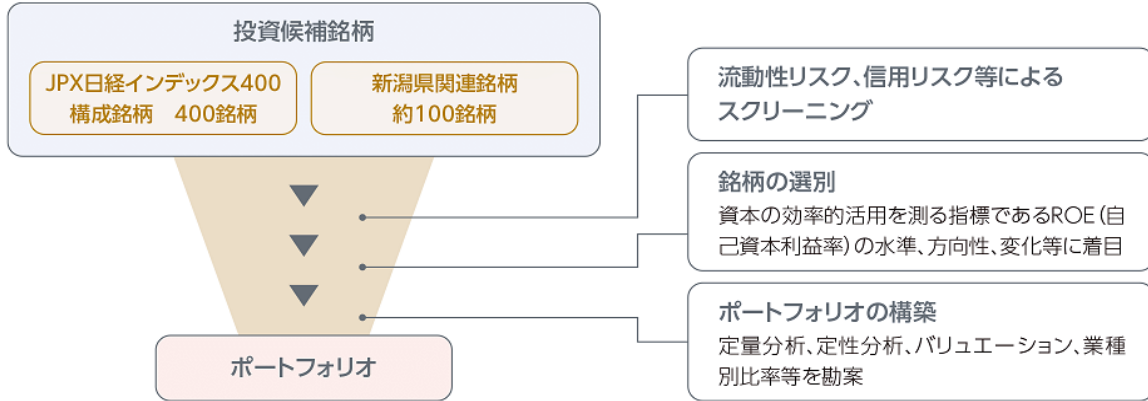 投資候補銘柄
JPX日経インデックス400
構成銘柄　400銘柄
新潟県関連銘柄
約100銘柄
流動性リスク、信用リスク等による
スクリーニング
銘柄の選別
資本の効率的活用を測る指標であるROE（自
己資本利益率）の水準、方向性、変化等に着目
ポートフォリオの構築
定量分析、定性分析、バリュエーション、業種
別比率等を勘案
ポートフォリオ